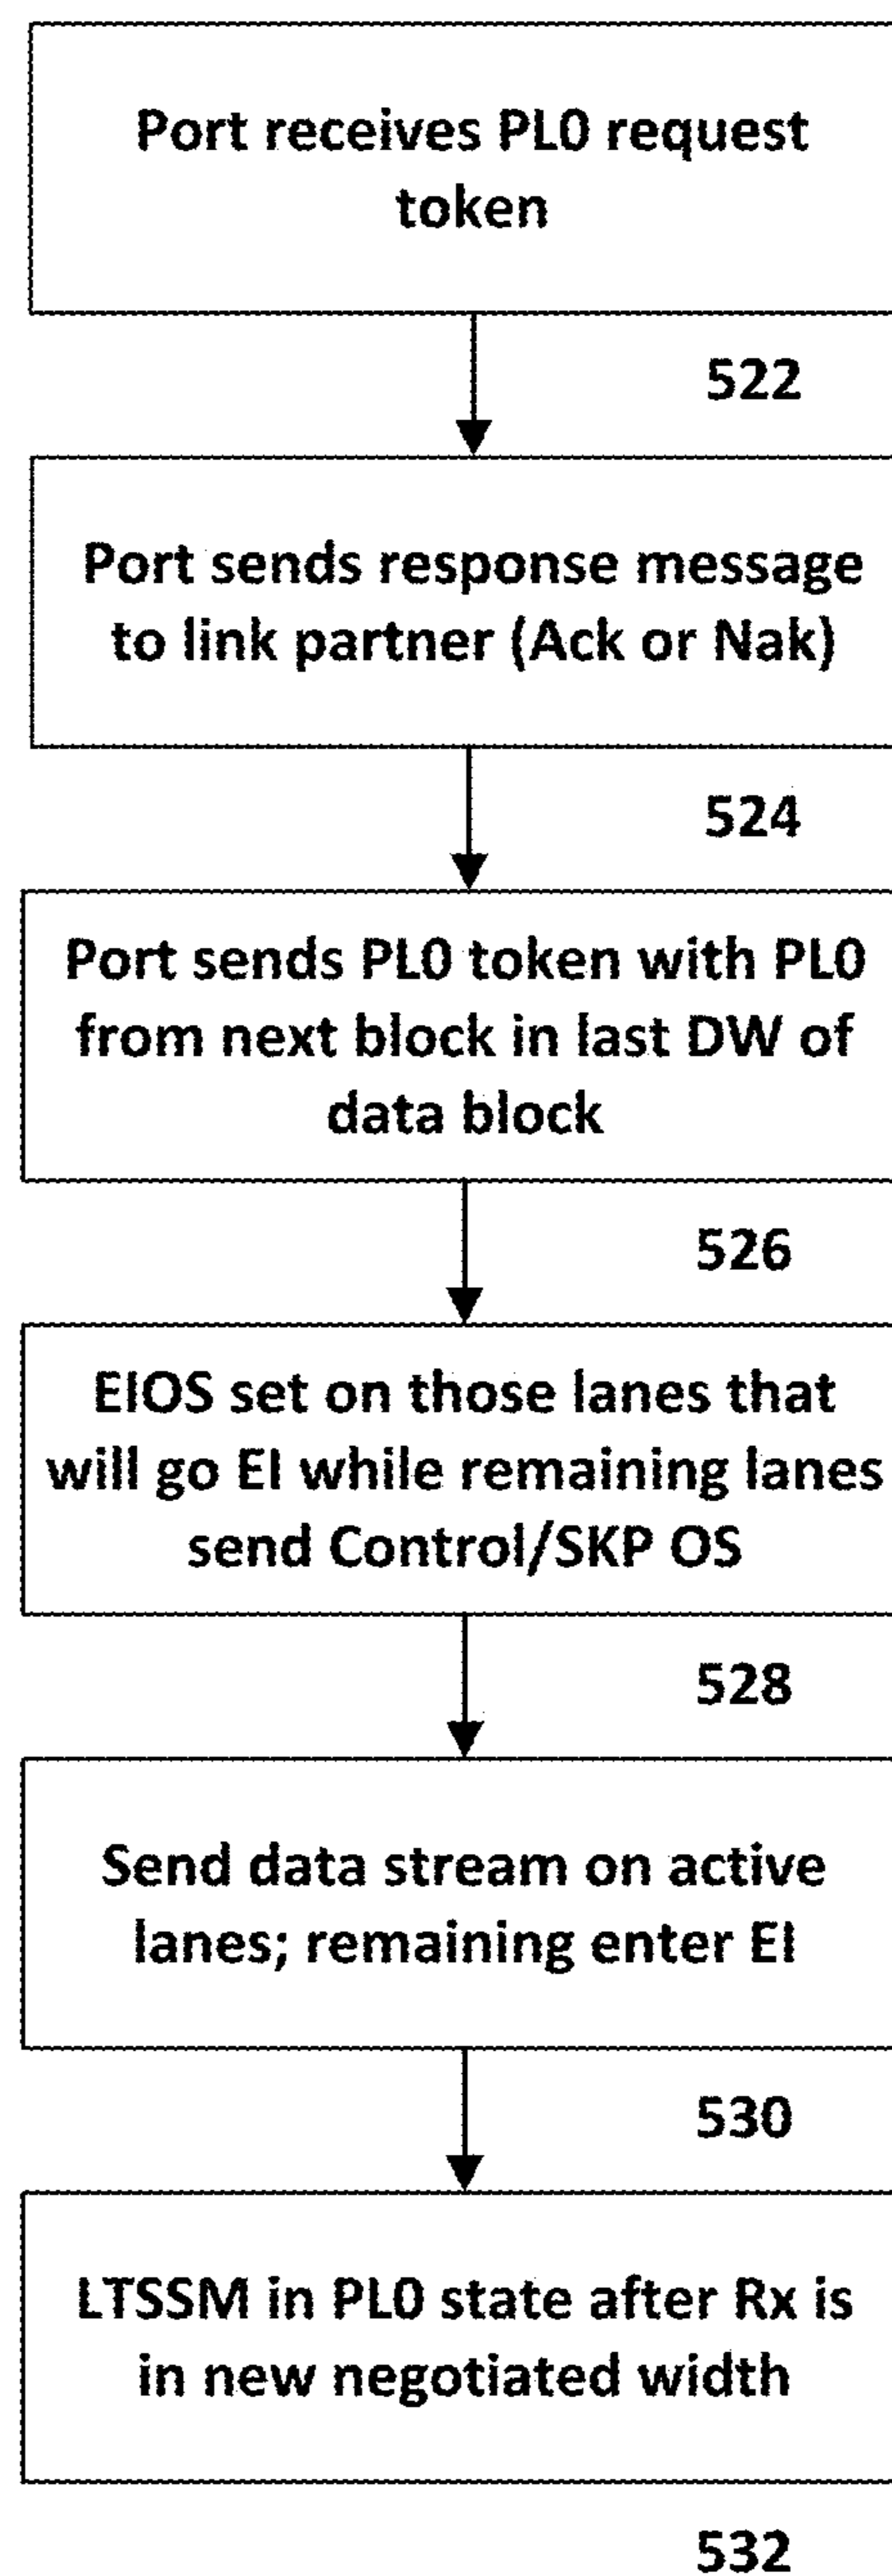 Port receives PL0 request
token
522
Port sends response message
to link partner (Ack or Nak)
524
Port sends PL0 token with PL0
from next block in last DW of
data block
526
EIOS set on those lanes that
will go EI while remaining lanes
send Control/SKP OS
528
Send data stream on active
lanes; remaining enter EI
530
LTSSM in PL0 state after Rx is
in new negotiated width
532